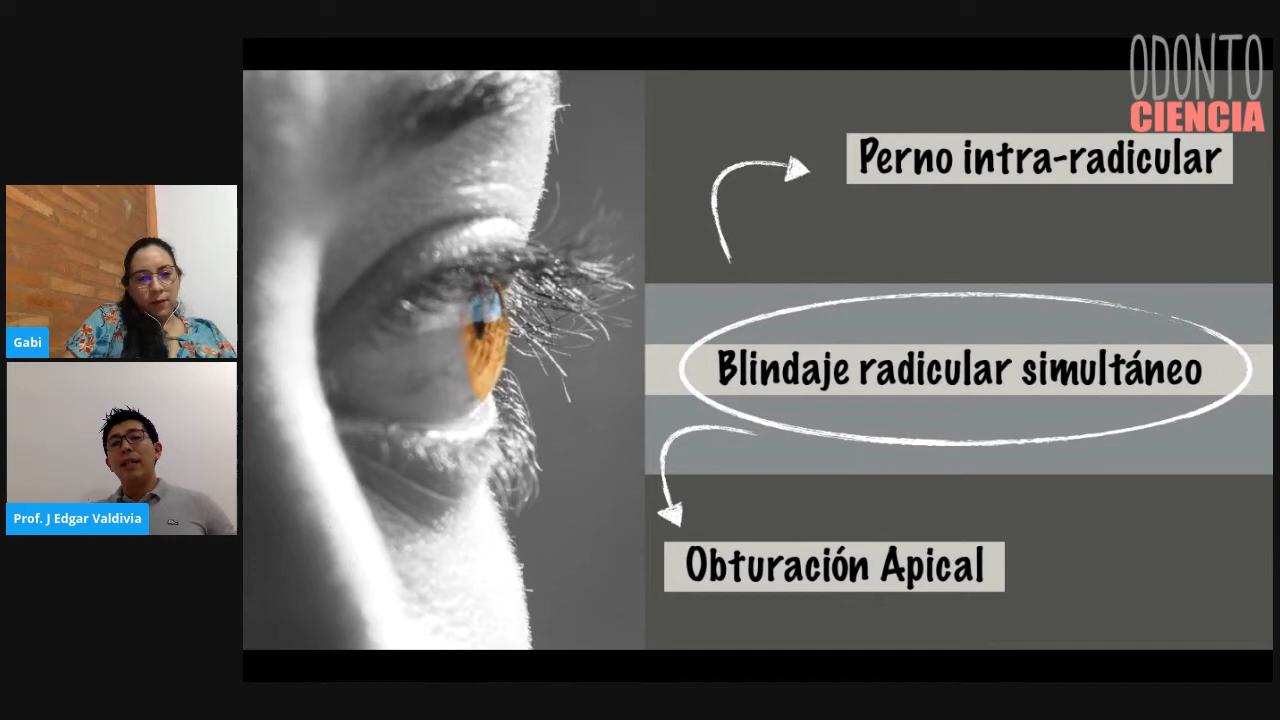 ODONTO
CIENCIA
Perno intra-radicular
Blindaje radicular simultáneo
Obturación Apical
Gabi
Prof. J Edgar Valdivia